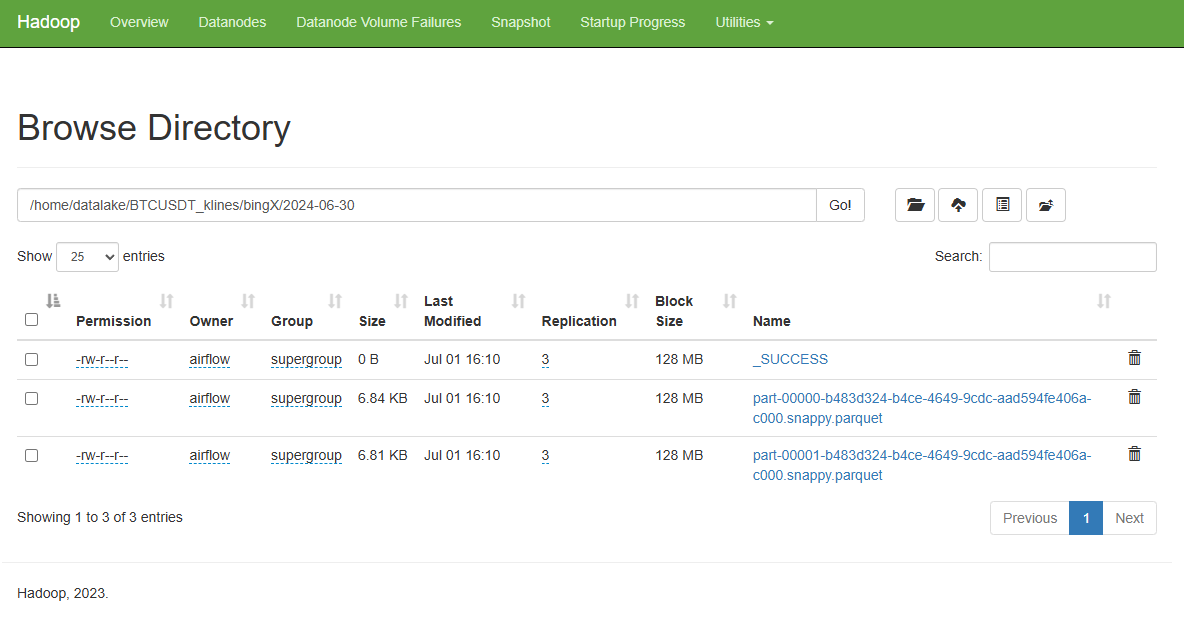 Hadoop Overview Datanodes Datanode Volume Failures Snapshot Startup Progress Utilities
Browse Directory
/home/datalake/BTCUSDT_klines/bingX/2024-06-30 Go!
Show 25 entries Search:
Permission Owner Group Size Last Modified Replication Block Size Name
-rw-r--r-- airflow supergroup 0 B Jul 01 16:10 3 128 MB _SUCCESS
-rw-r--r-- airflow supergroup 6.84 KB Jul 01 16:10 3 128 MB part-00000-b483d324-b4ce-4649-9cdc-aad594fe406a-
c000.snappy.parquet
-rw-r--r-- airflow supergroup 6.81 KB Jul 01 16:10 3 128 MB part-00001-b483d324-b4ce-4649-9cdc-aad594fe406a-
c000.snappy.parquet
Showing 1 to 3 of 3 entries Previous 1 Next
Hadoop, 2023.